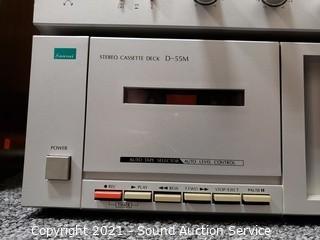 Sansui
STEREO CASSETTE DECK D-55M
AUTO TAPE SELECTOR / AUTO LEVEL CONTROL
POWER
● REC ▶ PLAY ◀◀ RWD F.FWD ▶▶ STOP/EJECT PAUSE ❚❚
Copyright 2021 - Sound Auction Service